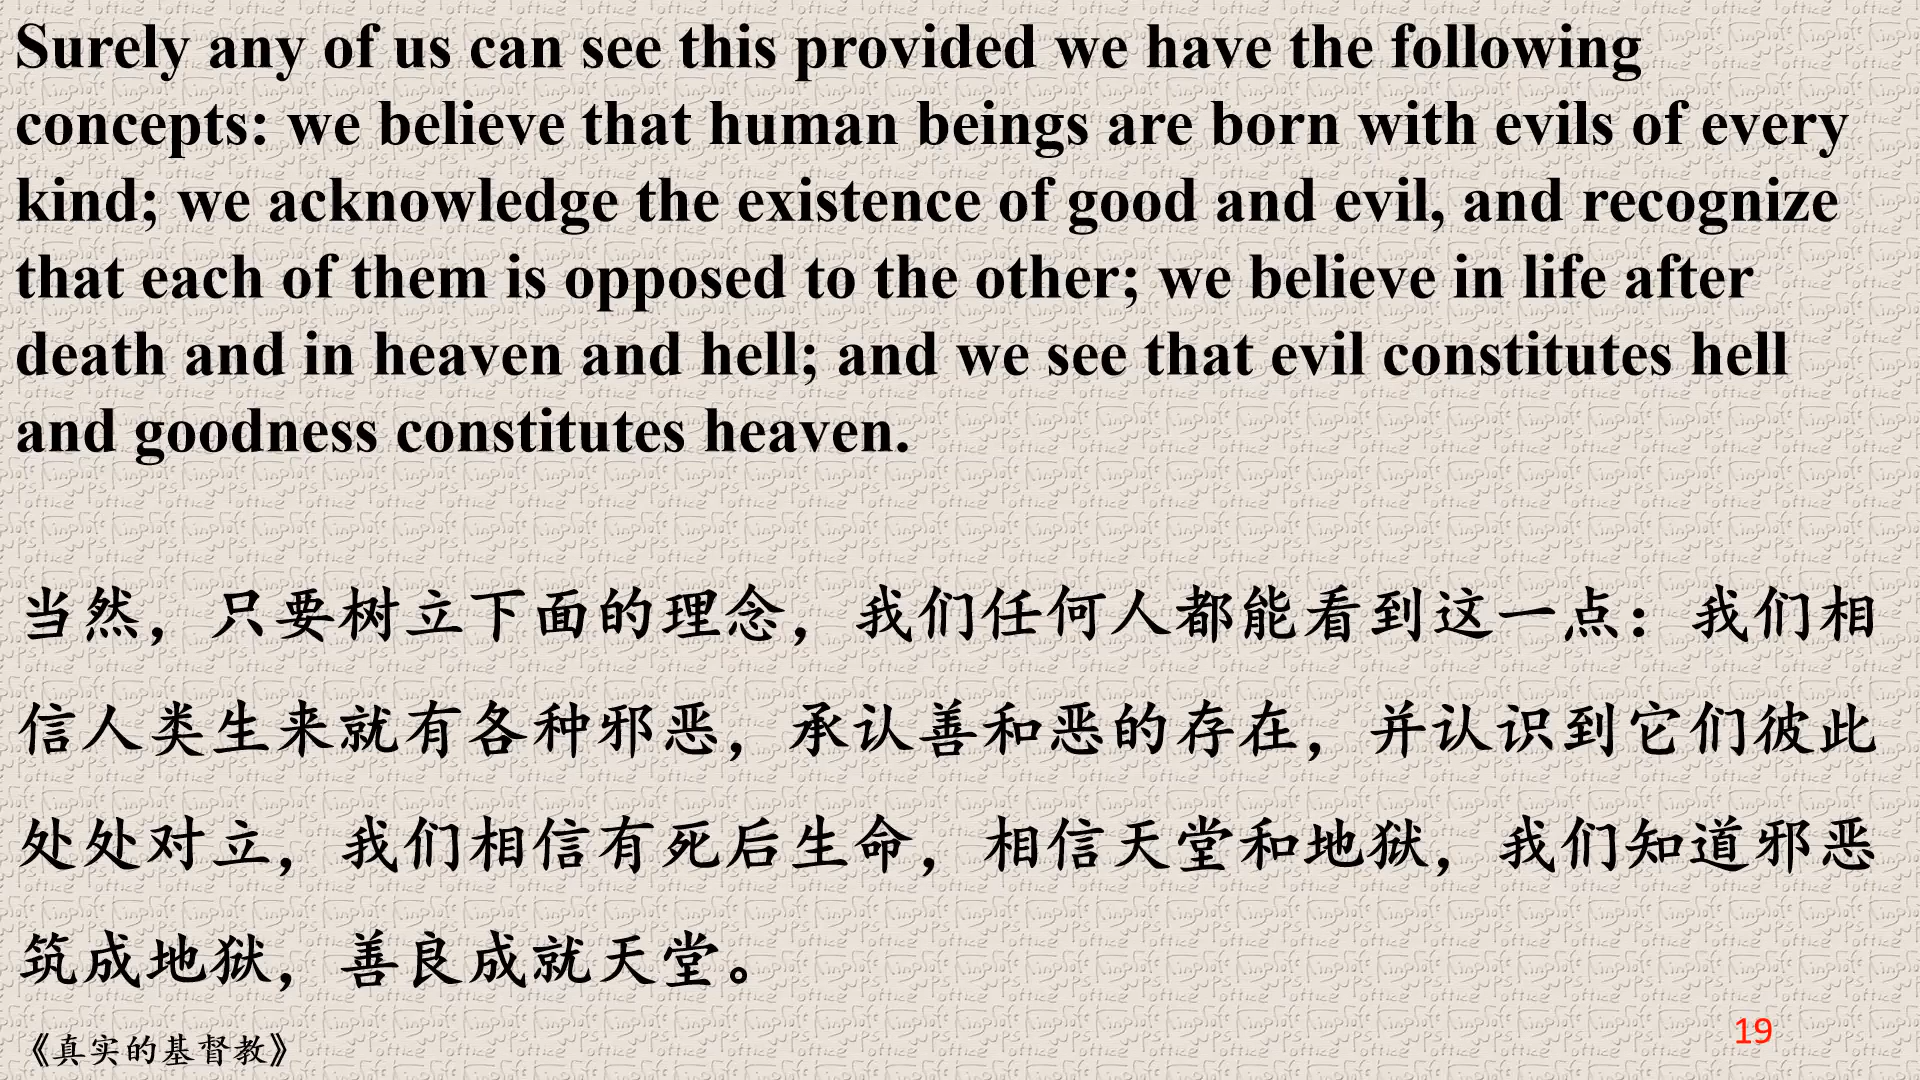 Surely any of us can see this provided we have the following
concepts: we believe that human beings are born with evils of every
kind; we acknowledge the existence of good and evil, and recognize
that each of them is opposed to the other; we believe in life after
death and in heaven and hell; and we see that evil constitutes hell
and goodness constitutes heaven.
当然，只要树立下面的理念，我们任何人都能看到这一点：我们相
信人类生来就有各种邪恶，承认善和恶的存在，并认识到它们彼此
处处对立，我们相信有死后生命，相信天堂和地狱，我们知道邪恶
筑成地狱，善良成就天堂。
《真实的基督教》
19